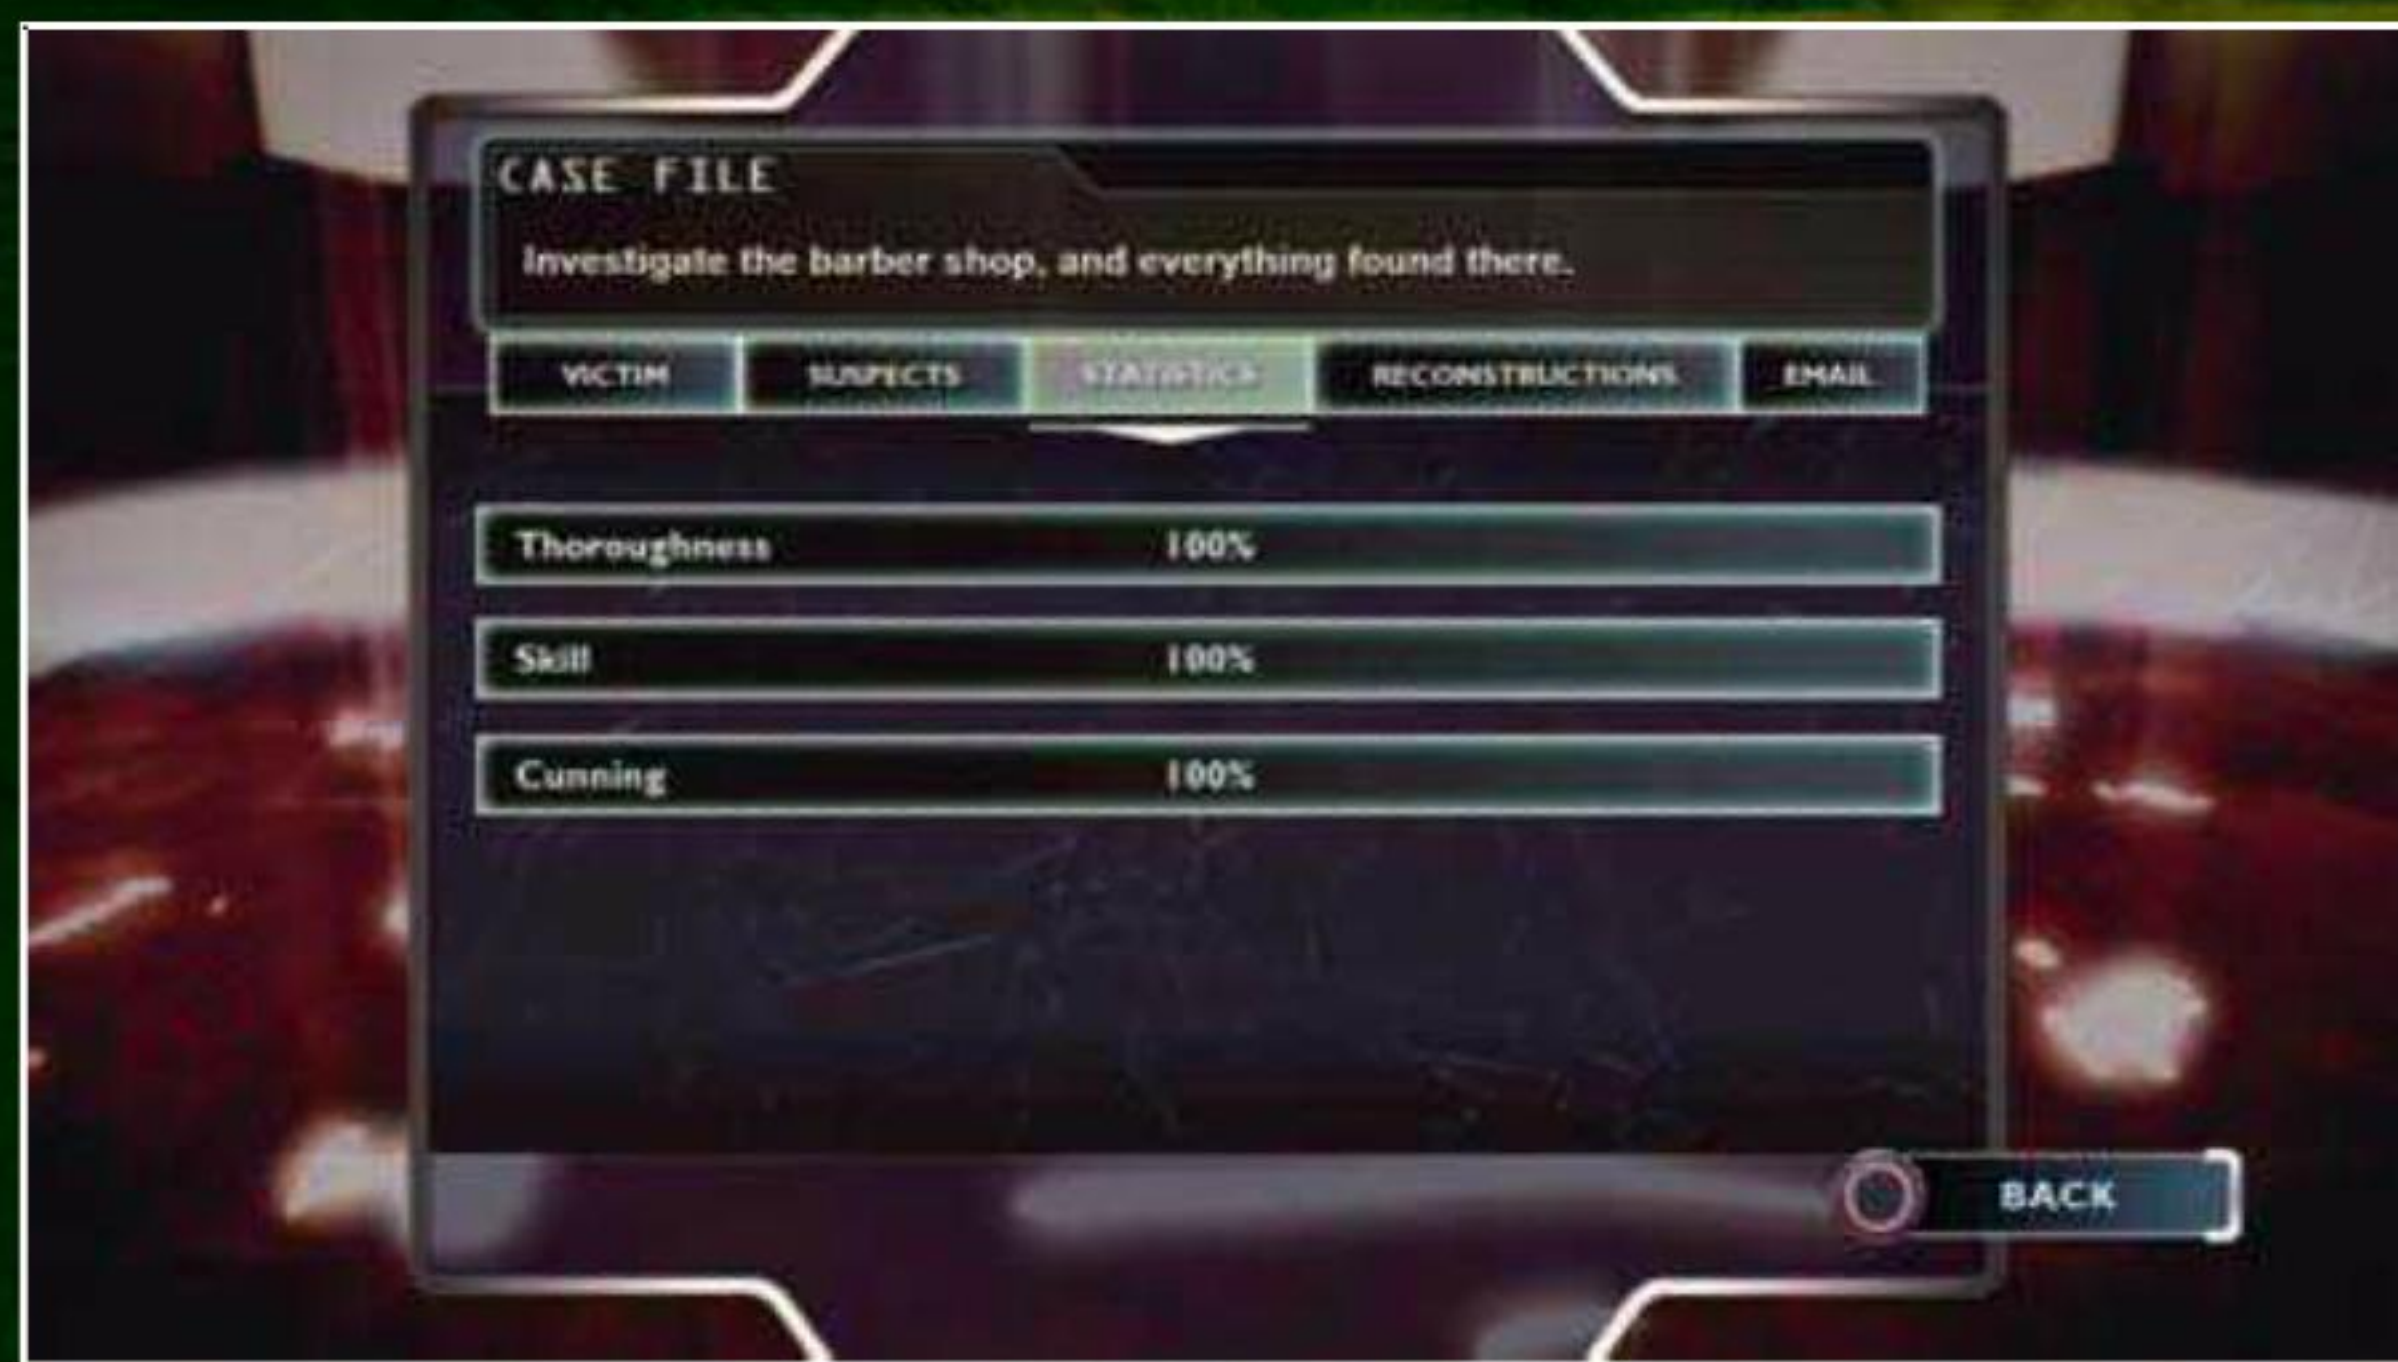 CASE FILE
Investigate the barber shop, and everything found there.
VICTIM SUSPECTS STATISTICS RECONSTRUCTIONS EMAIL
Thoroughness 100%
Skill 100%
Cunning 100%
BACK